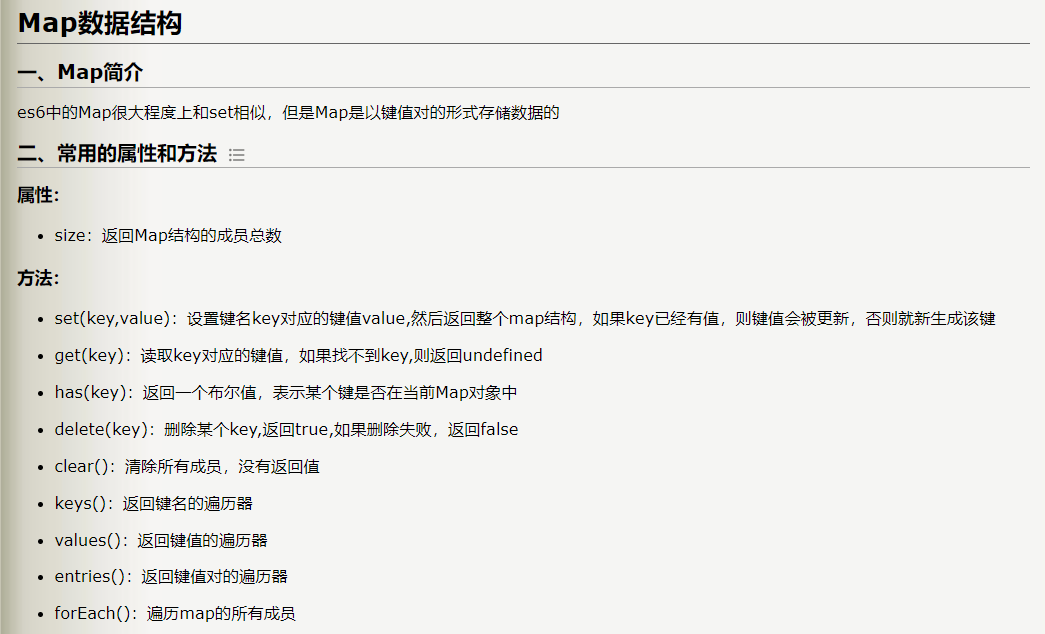 Map数据结构
一、Map简介
es6中的Map很大程度上和set相似，但是Map是以键值对的形式存储数据的
二、常用的属性和方法
属性：
size：返回Map结构的成员总数
方法：
set(key,value)：设置键名key对应的键值value,然后返回整个map结构，如果key已经有值，则键值会被更新，否则就新生成该键
get(key)：读取key对应的键值，如果找不到key,则返回undefined
has(key)：返回一个布尔值，表示某个键是否在当前Map对象中
delete(key)：删除某个key,返回true,如果删除失败，返回false
clear()：清除所有成员，没有返回值
keys()：返回键名的遍历器
values()：返回键值的遍历器
entries()：返回键值对的遍历器
forEach()：遍历map的所有成员